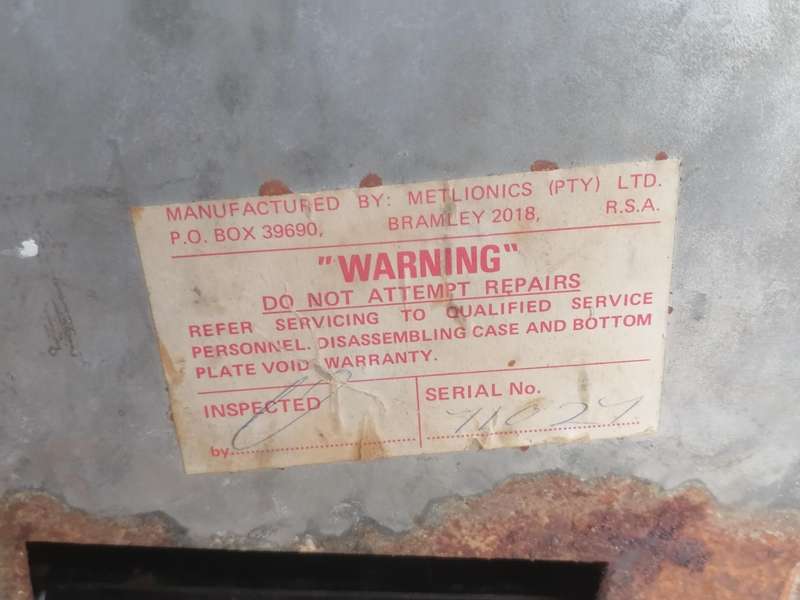 MANUFACTURED BY: METLIONICS (PTY) LTD.
P.O. BOX 39690, BRAMLEY 2018, R.S.A.
"WARNING"
DO NOT ATTEMPT REPAIRS
REFER SERVICING TO QUALIFIED SERVICE
PERSONNEL. DISASSEMBLING CASE AND BOTTOM
PLATE VOIDS WARRANTY.
INSPECTED
by
SERIAL No.
71027